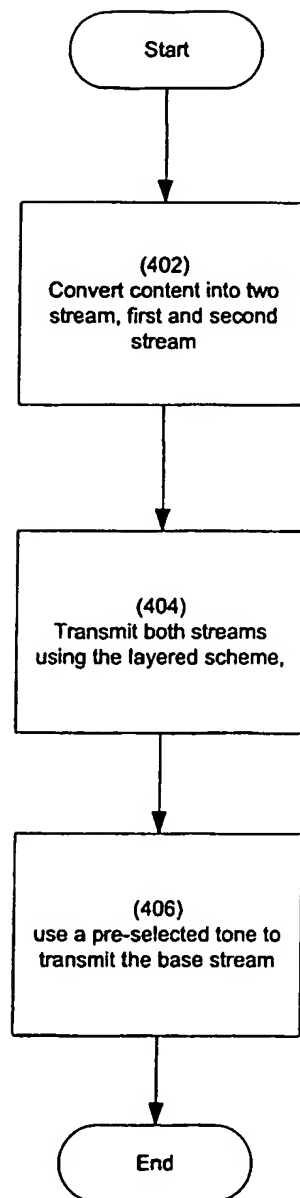 Start
(402)
Convert content into two
stream, first and second
stream
(404)
Transmit both streams
using the layered scheme,
(406)
use a pre-selected tone to
transmit the base stream
End